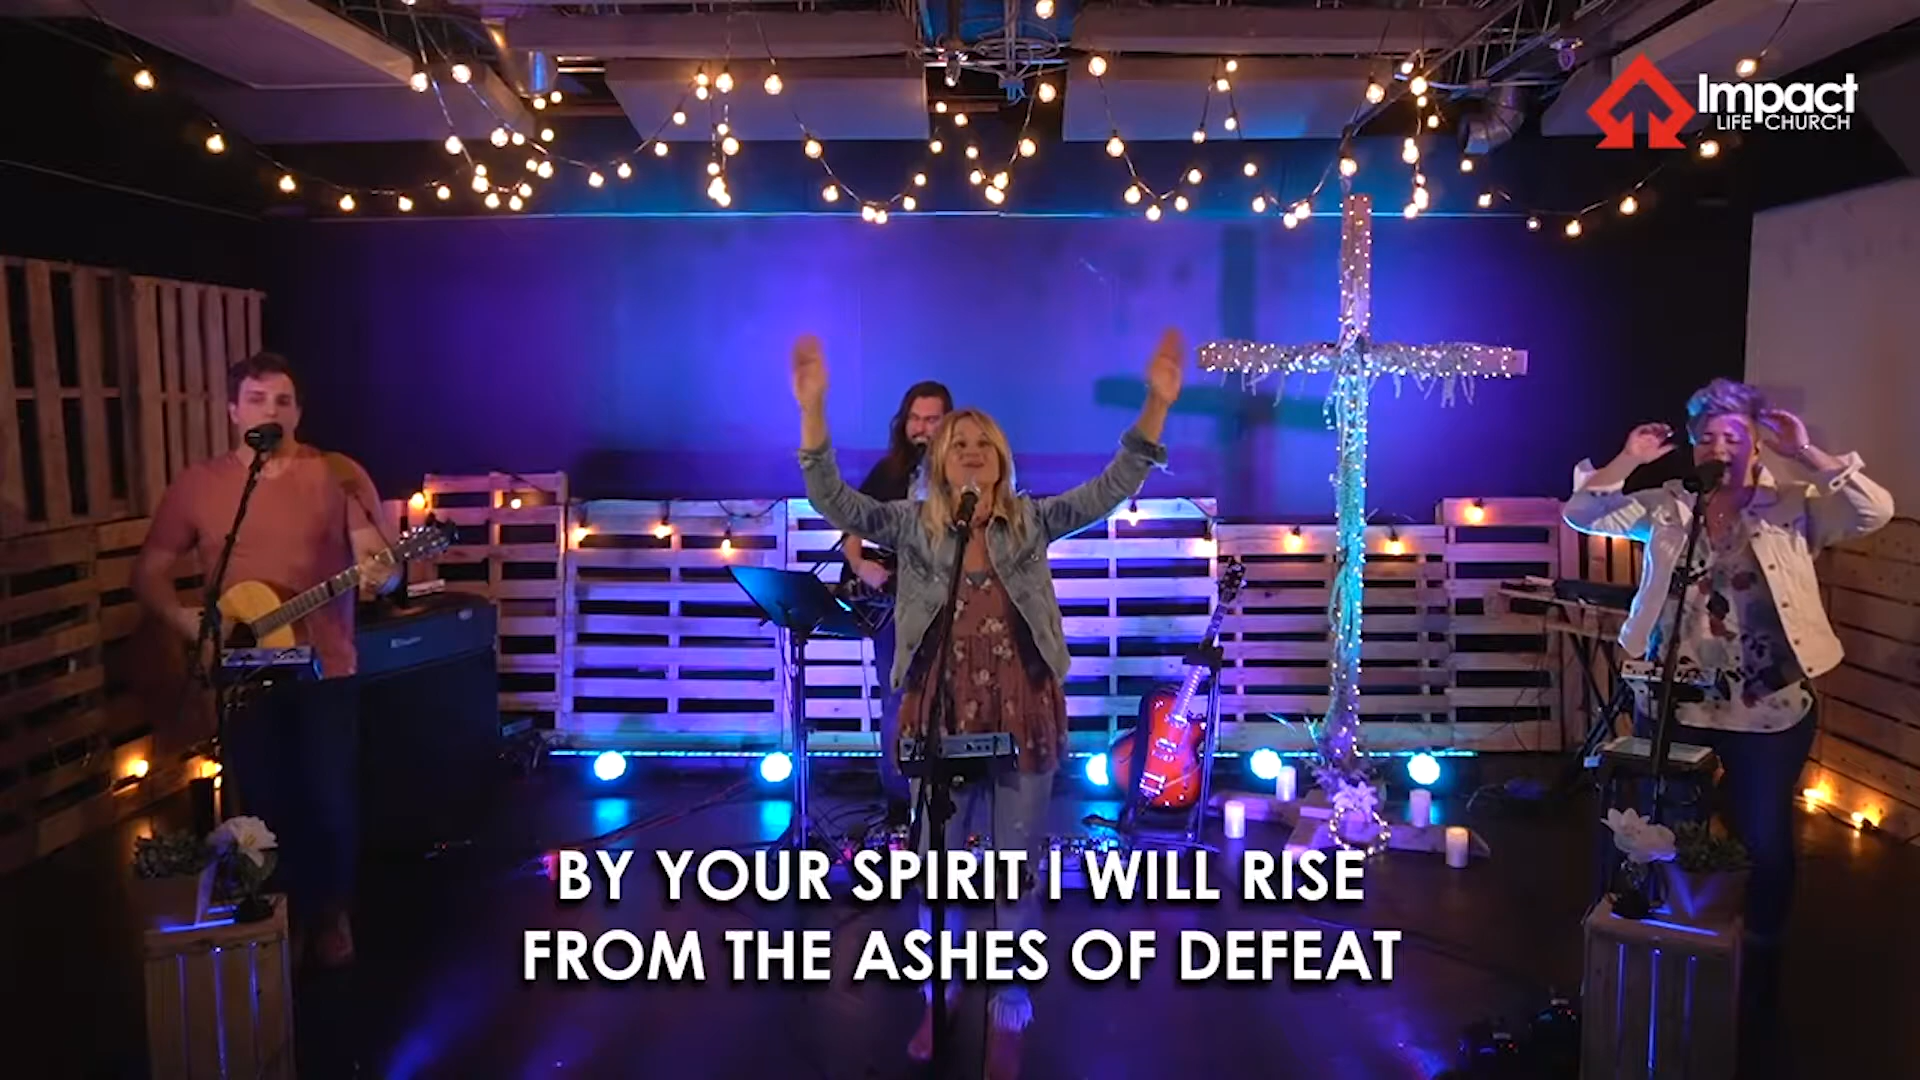 Impact
LIFE CHURCH
BY YOUR SPIRIT I WILL RISE
FROM THE ASHES OF DEFEAT